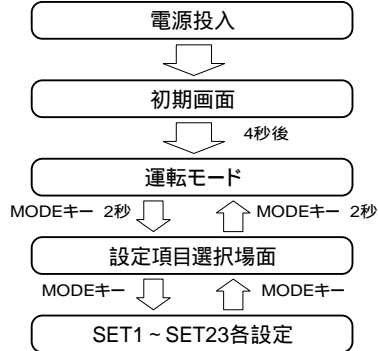 電源投入
初期画面
4秒後
運転モード
MODEキー 2秒 MODEキー 2秒
設定項目選択場面
MODEキー MODEキー
SET1~SET23各設定